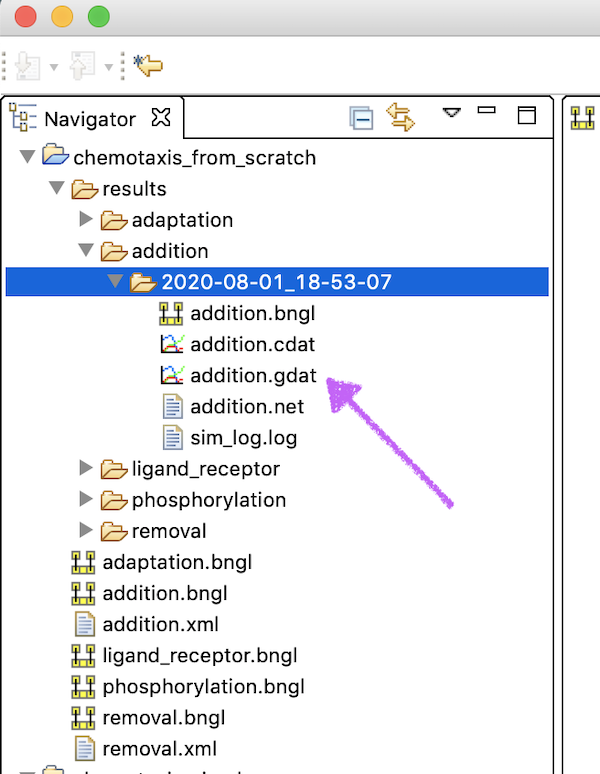 Navigator
chemotaxis_from_scratch
results
adaptation
addition
2020-08-01_18-53-07
addition.bngl
addition.cdat
addition.gdat
addition.net
sim_log.log
ligand_receptor
phosphorylation
removal
adaptation.bngl
addition.bngl
addition.xml
ligand_receptor.bngl
phosphorylation.bngl
removal.bngl
removal.xml